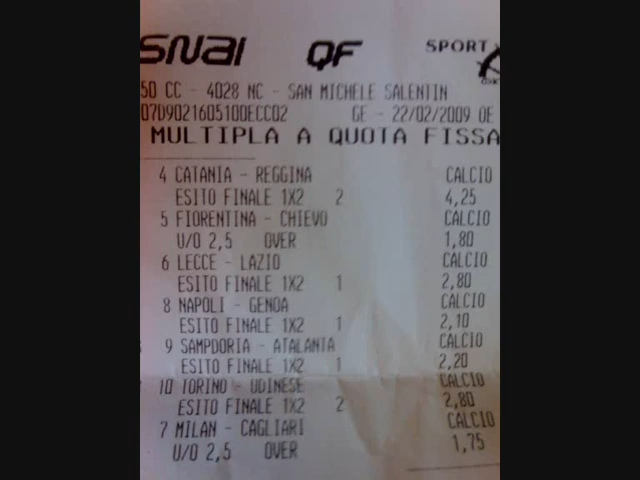 SNAI QF SPORT
50 CC - 4028 NC - SAN MICHELE SALENTIN
07D9021605100ECC02 GE - 22/02/2009 0E
MULTIPLA A QUOTA FISSA
4 CATANIA - REGGINA CALCIO
ESITO FINALE 1X2 2 4,25
5 FIORENTINA - CHIEVO CALCIO
U/O 2,5 OVER 1,80
6 LECCE - LAZIO CALCIO
ESITO FINALE 1X2 1 2,80
8 NAPOLI - GENOA CALCIO
ESITO FINALE 1X2 1 2,10
9 SAMPDORIA - ATALANTA CALCIO
ESITO FINALE 1X2 1 2,20
10 TORINO - UDINESE CALCIO
ESITO FINALE 1X2 2 2,80
7 MILAN - CAGLIARI CALCIO
U/O 2,5 OVER 1,75